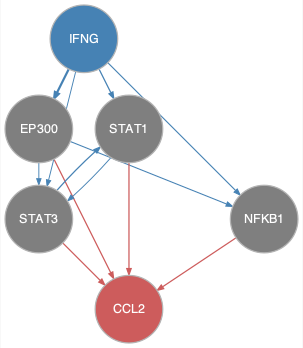 IFNG
EP300
STAT1
STAT3
NFKB1
CCL2